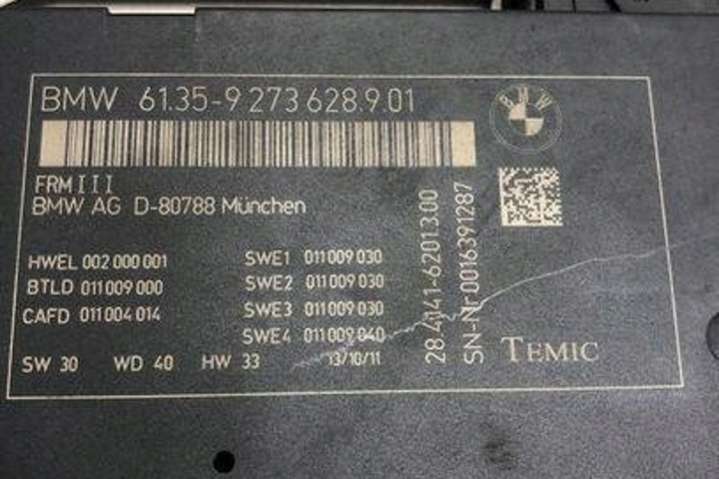 BMW 61.35-9 273 628.9.01
BMW
FRM III
BMW AG D-80788 München
HWEL 002 000 001
BTLD 011 009 000
CAFD 011 004 014
SWE1 011 009 030
SWE2 011 009 030
SWE3 011 009 030
SWE4 011 009 040
SW 30 WD 40 HW 33 13/10/11
28.4141-62013.00
SN-Nr 0016391287
TEMIC